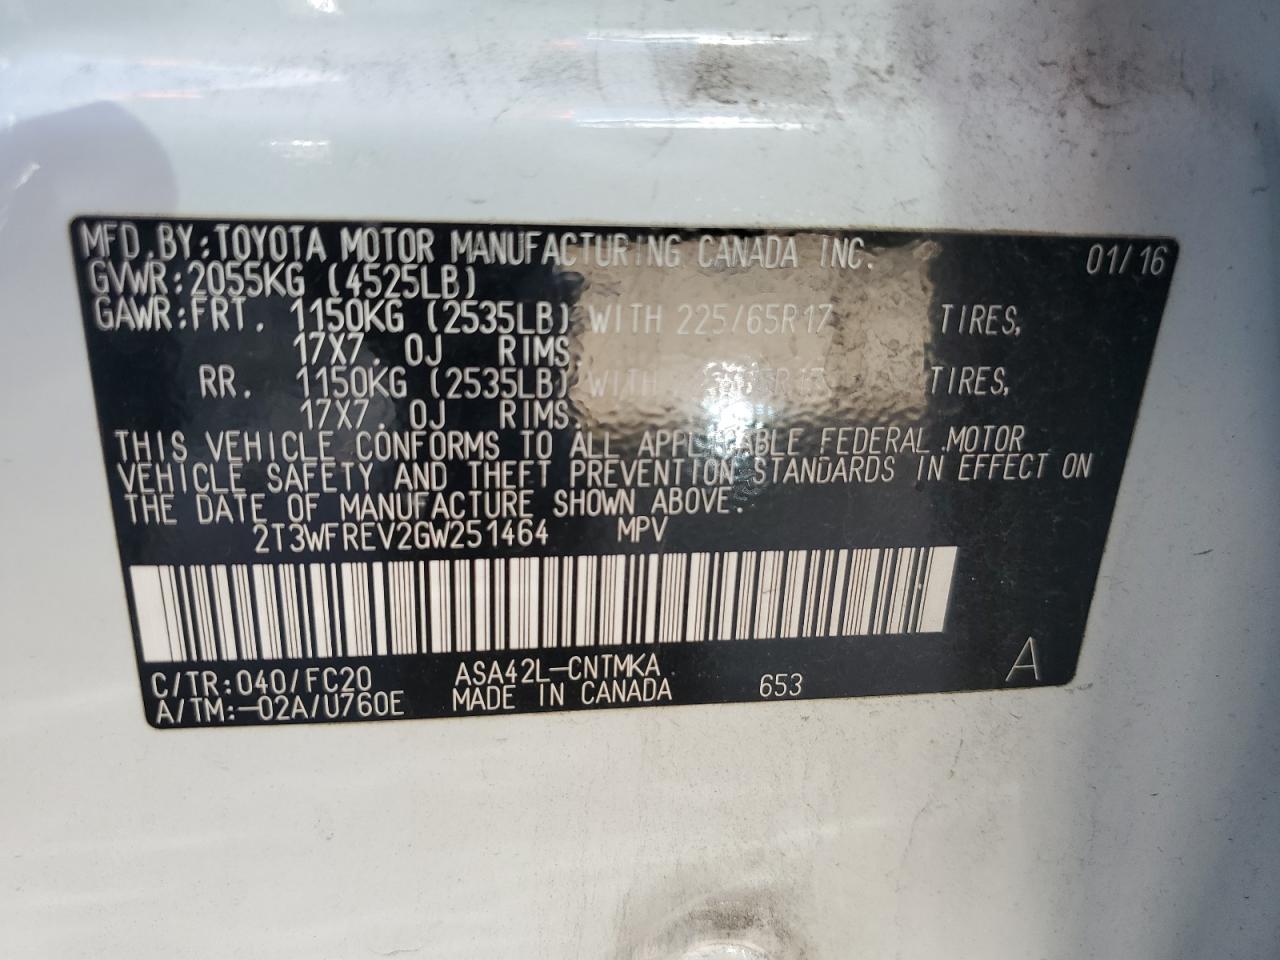 MFD.BY:TOYOTA MOTOR MANUFACTURING CANADA INC. 01/16
GVWR:2055KG (4525LB)
GAWR:FRT. 1150KG (2535LB) WITH 225/65R17 TIRES,
17X7.0J RIMS,
RR. 1150KG (2535LB) WITH TIRES,
17X7.0J RIMS.
THIS VEHICLE CONFORMS TO ALL APPLICABLE FEDERAL MOTOR
VEHICLE SAFETY AND THEFT PREVENTION STANDARDS IN EFFECT ON
THE DATE OF MANUFACTURE SHOWN ABOVE.
2T3WFREV2GW251464 MPV
C/TR:040/FC20 ASA42L-CNTMKA 653 A
A/TM:-02A/U760E MADE IN CANADA